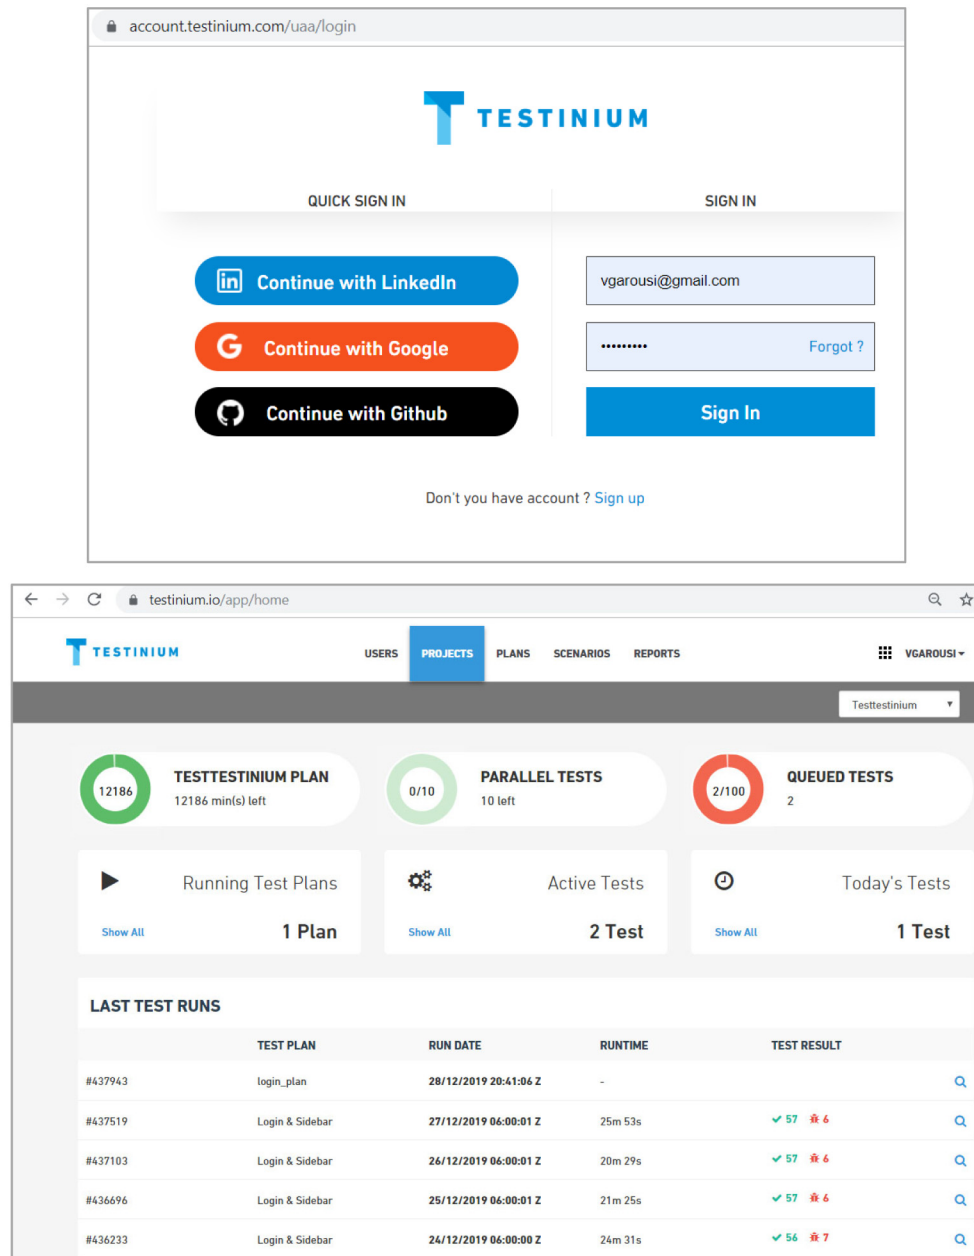 account.testinium.com/uaa/login
TESTINIUM
QUICK SIGN IN SIGN IN
in Continue with LinkedIn vgarousi@gmail.com
G Continue with Google ••••••••• Forgot ?
Continue with Github Sign In
Don't you have account ? Sign up
testinium.io/app/home
TESTINIUM USERS PROJECTS PLANS SCENARIOS REPORTS VGAROUSI
Testtestinium
12186 TESTTESTINIUM PLAN 0/10 PARALLEL TESTS 2/100 QUEUED TESTS
12186 min(s) left 10 left 2
Running Test Plans Active Tests Today's Tests
Show All 1 Plan Show All 2 Test Show All 1 Test
LAST TEST RUNS
TEST PLAN RUN DATE RUNTIME TEST RESULT
#437943 login_plan 28/12/2019 20:41:06 Z -
#437519 Login & Sidebar 27/12/2019 06:00:01 Z 25m 53s 57 6
#437103 Login & Sidebar 26/12/2019 06:00:01 Z 20m 29s 57 6
#436696 Login & Sidebar 25/12/2019 06:00:01 Z 21m 25s 57 6
#436233 Login & Sidebar 24/12/2019 06:00:00 Z 24m 31s 56 7